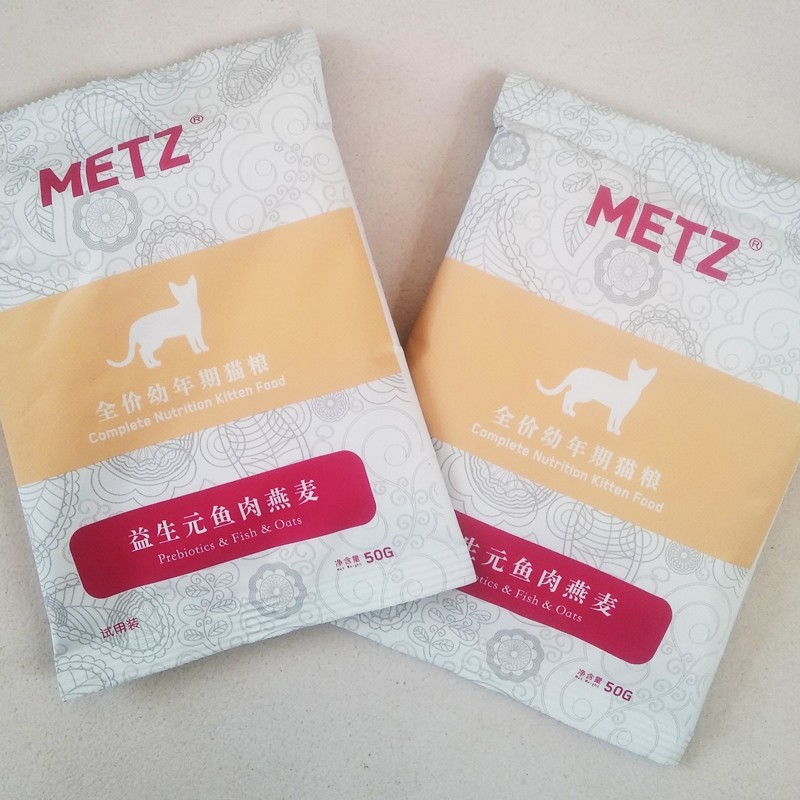 METZ®
全价幼年期猫粮
Complete Nutrition Kitten Food
益生元鱼肉燕麦
Prebiotics & Fish & Oats
净含量 50G
Net Weight
试用装
METZ®
全价幼年期猫粮
Complete Nutrition Kitten Food
生元鱼肉燕麦
& Fish & Oats
净含量 50G
Net Weight